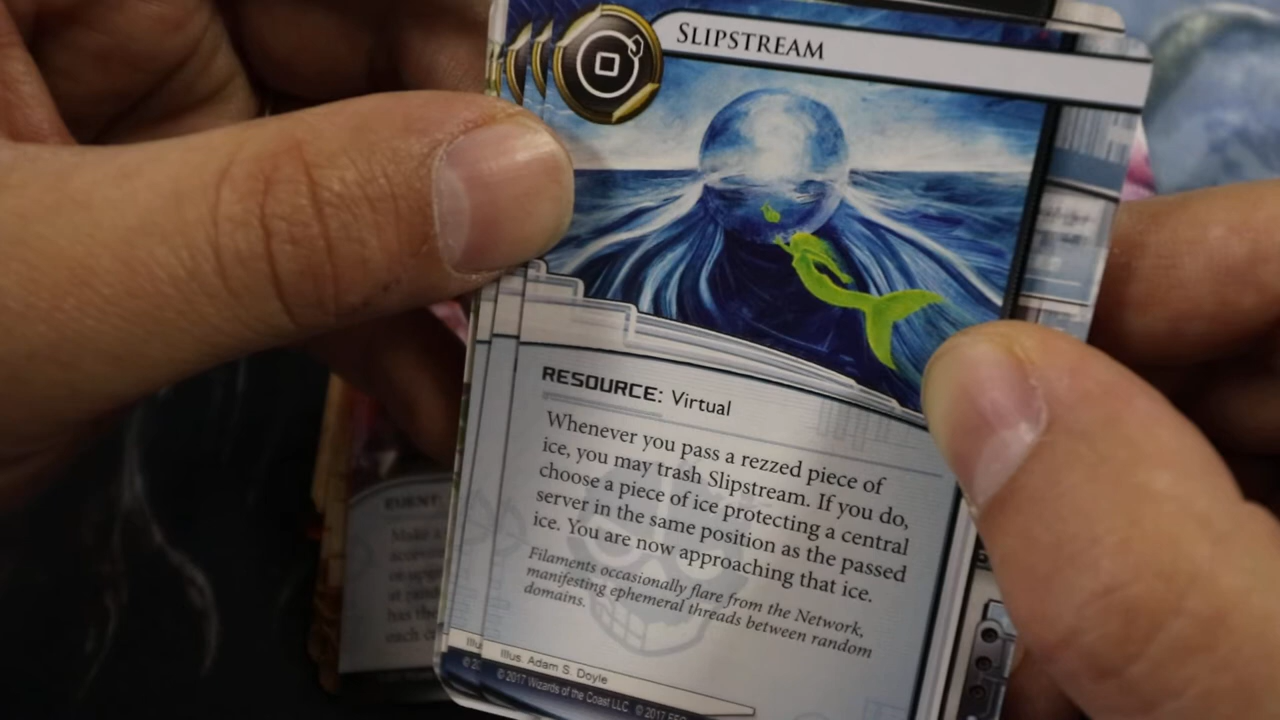 SLIPSTREAM
RESOURCE: Virtual
Whenever you pass a rezzed piece of
ice, you may trash Slipstream. If you do,
choose a piece of ice protecting a central
server in the same position as the passed
ice. You are now approaching that ice.
Filaments occasionally flare from the Network,
manifesting ephemeral threads between random
domains.
Illus. Adam S. Doyle
© 2017 Wizards of the Coast LLC © 2017
Illu